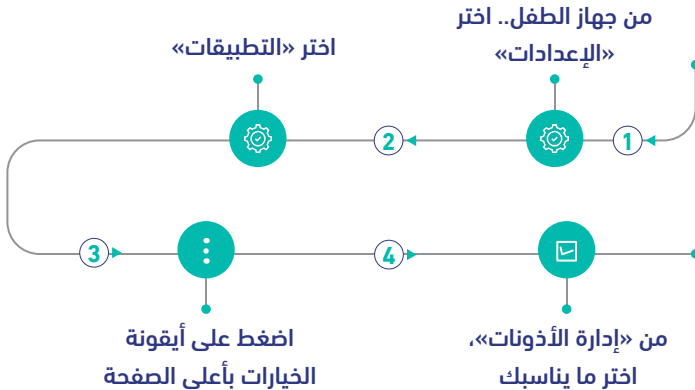 من جهاز الطفل.. اختر
«الإعدادات»
1
اختر «التطبيقات»
2
3
اضغط على أيقونة
الخيارات بأعلى الصفحة
4
من «إدارة الأذونات»،
اختر ما يناسبك